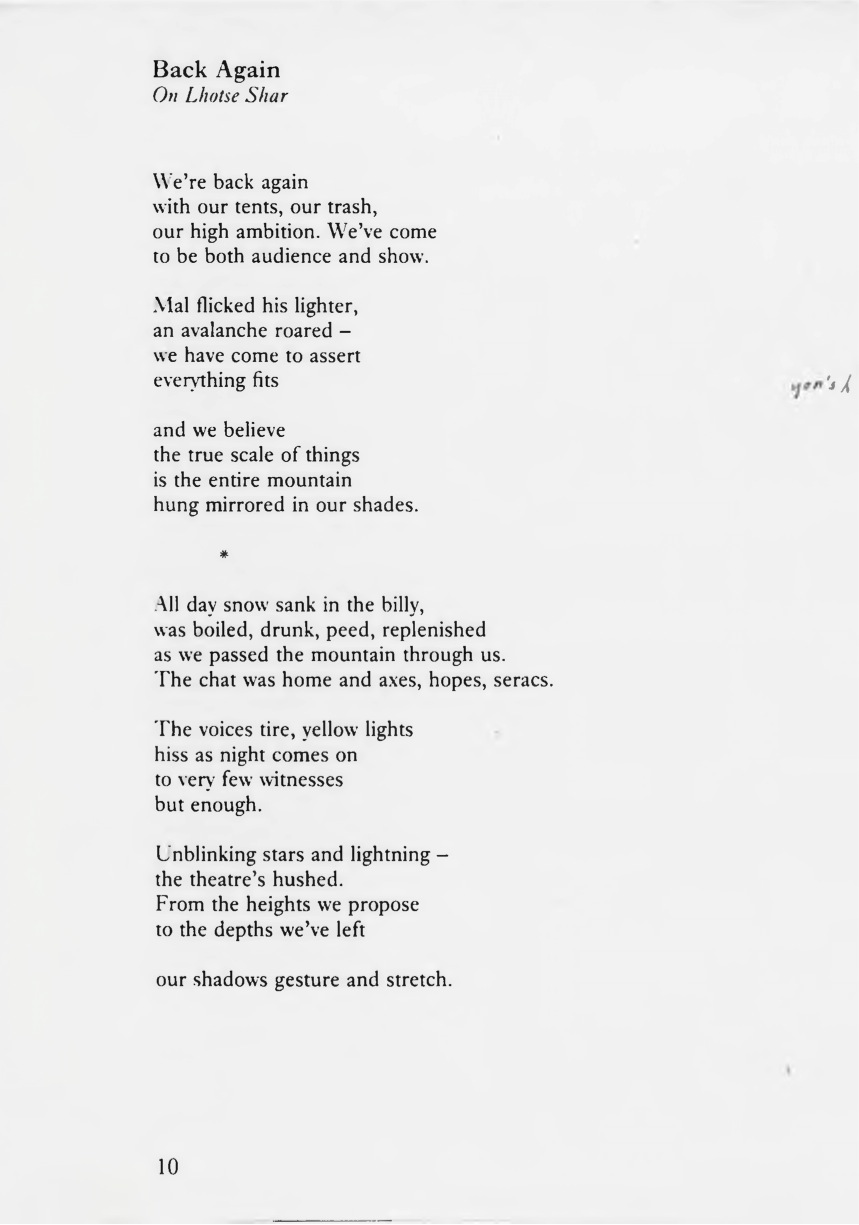 Back Again
On Lhotse Shar
We're back again
with our tents, our trash,
our high ambition. We've come
to be both audience and show.
Mal flicked his lighter,
an avalanche roared –
we have come to assert
everything fits
and we believe
the true scale of things
is the entire mountain
hung mirrored in our shades.
*
All day snow sank in the billy,
was boiled, drunk, peed, replenished
as we passed the mountain through us.
The chat was home and axes, hopes, seracs.
The voices tire, yellow lights
hiss as night comes on
to very few witnesses
but enough.
Unblinking stars and lightning –
the theatre's hushed.
From the heights we propose
to the depths we've left
our shadows gesture and stretch.
10